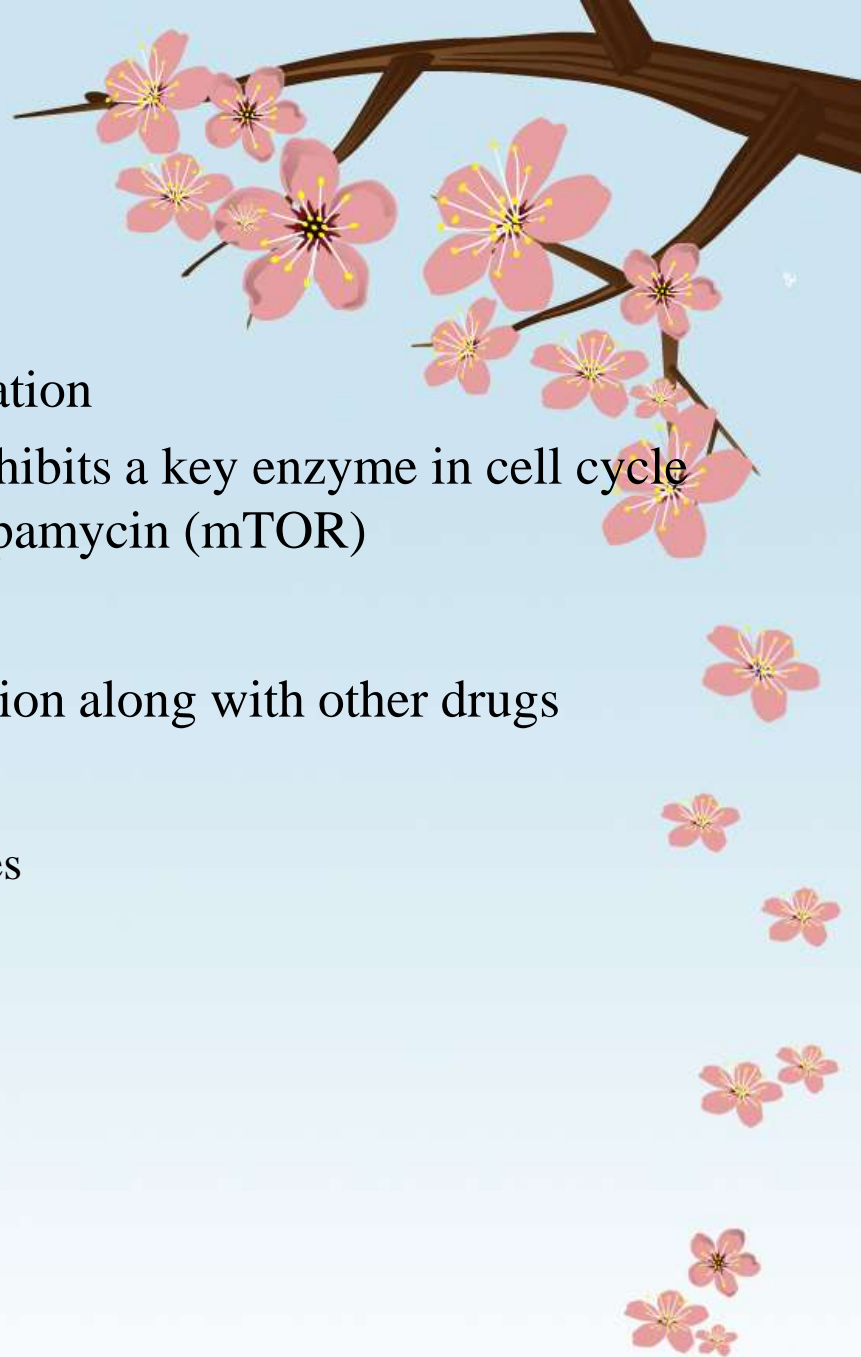 ation
hibits a key enzyme in cell cycle
pamycin (mTOR)
ion along with other drugs
es